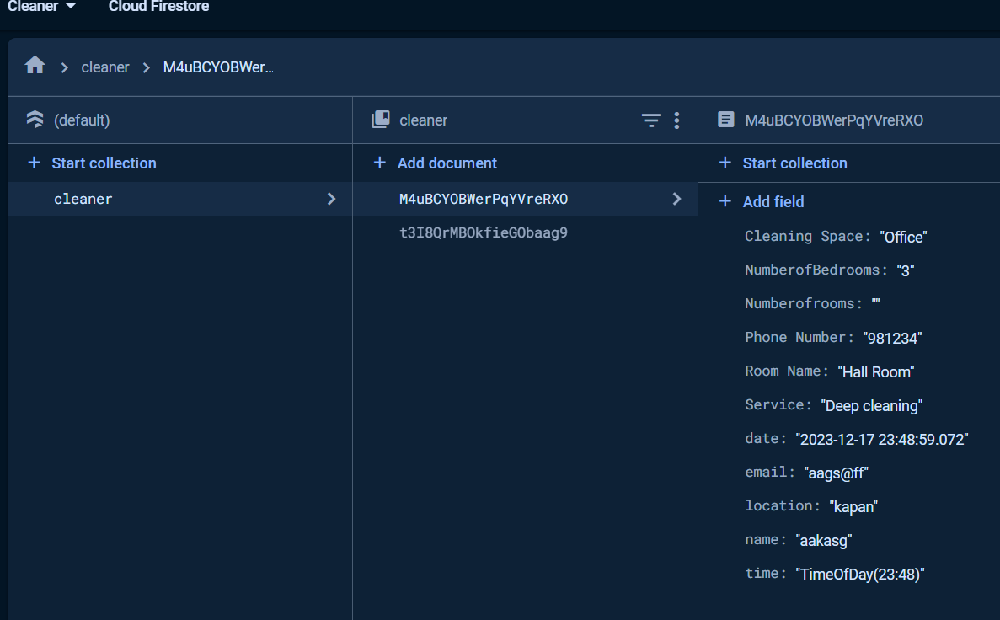 Cleaner Cloud Firestore
cleaner M4uBCYOBWer...
(default)
cleaner
M4uBCYOBWerPqYVreRXO
+ Start collection
+ Add document
+ Start collection
cleaner
M4uBCYOBWerPqYVreRXO
t3I8QrMBOkfieGObaag9
+ Add field
Cleaning Space: "Office"
NumberofBedrooms: "3"
Numberofrooms: ""
Phone Number: "981234"
Room Name: "Hall Room"
Service: "Deep cleaning"
date: "2023-12-17 23:48:59.072"
email: "aags@ff"
location: "kapan"
name: "aakasg"
time: "TimeOfDay(23:48)"